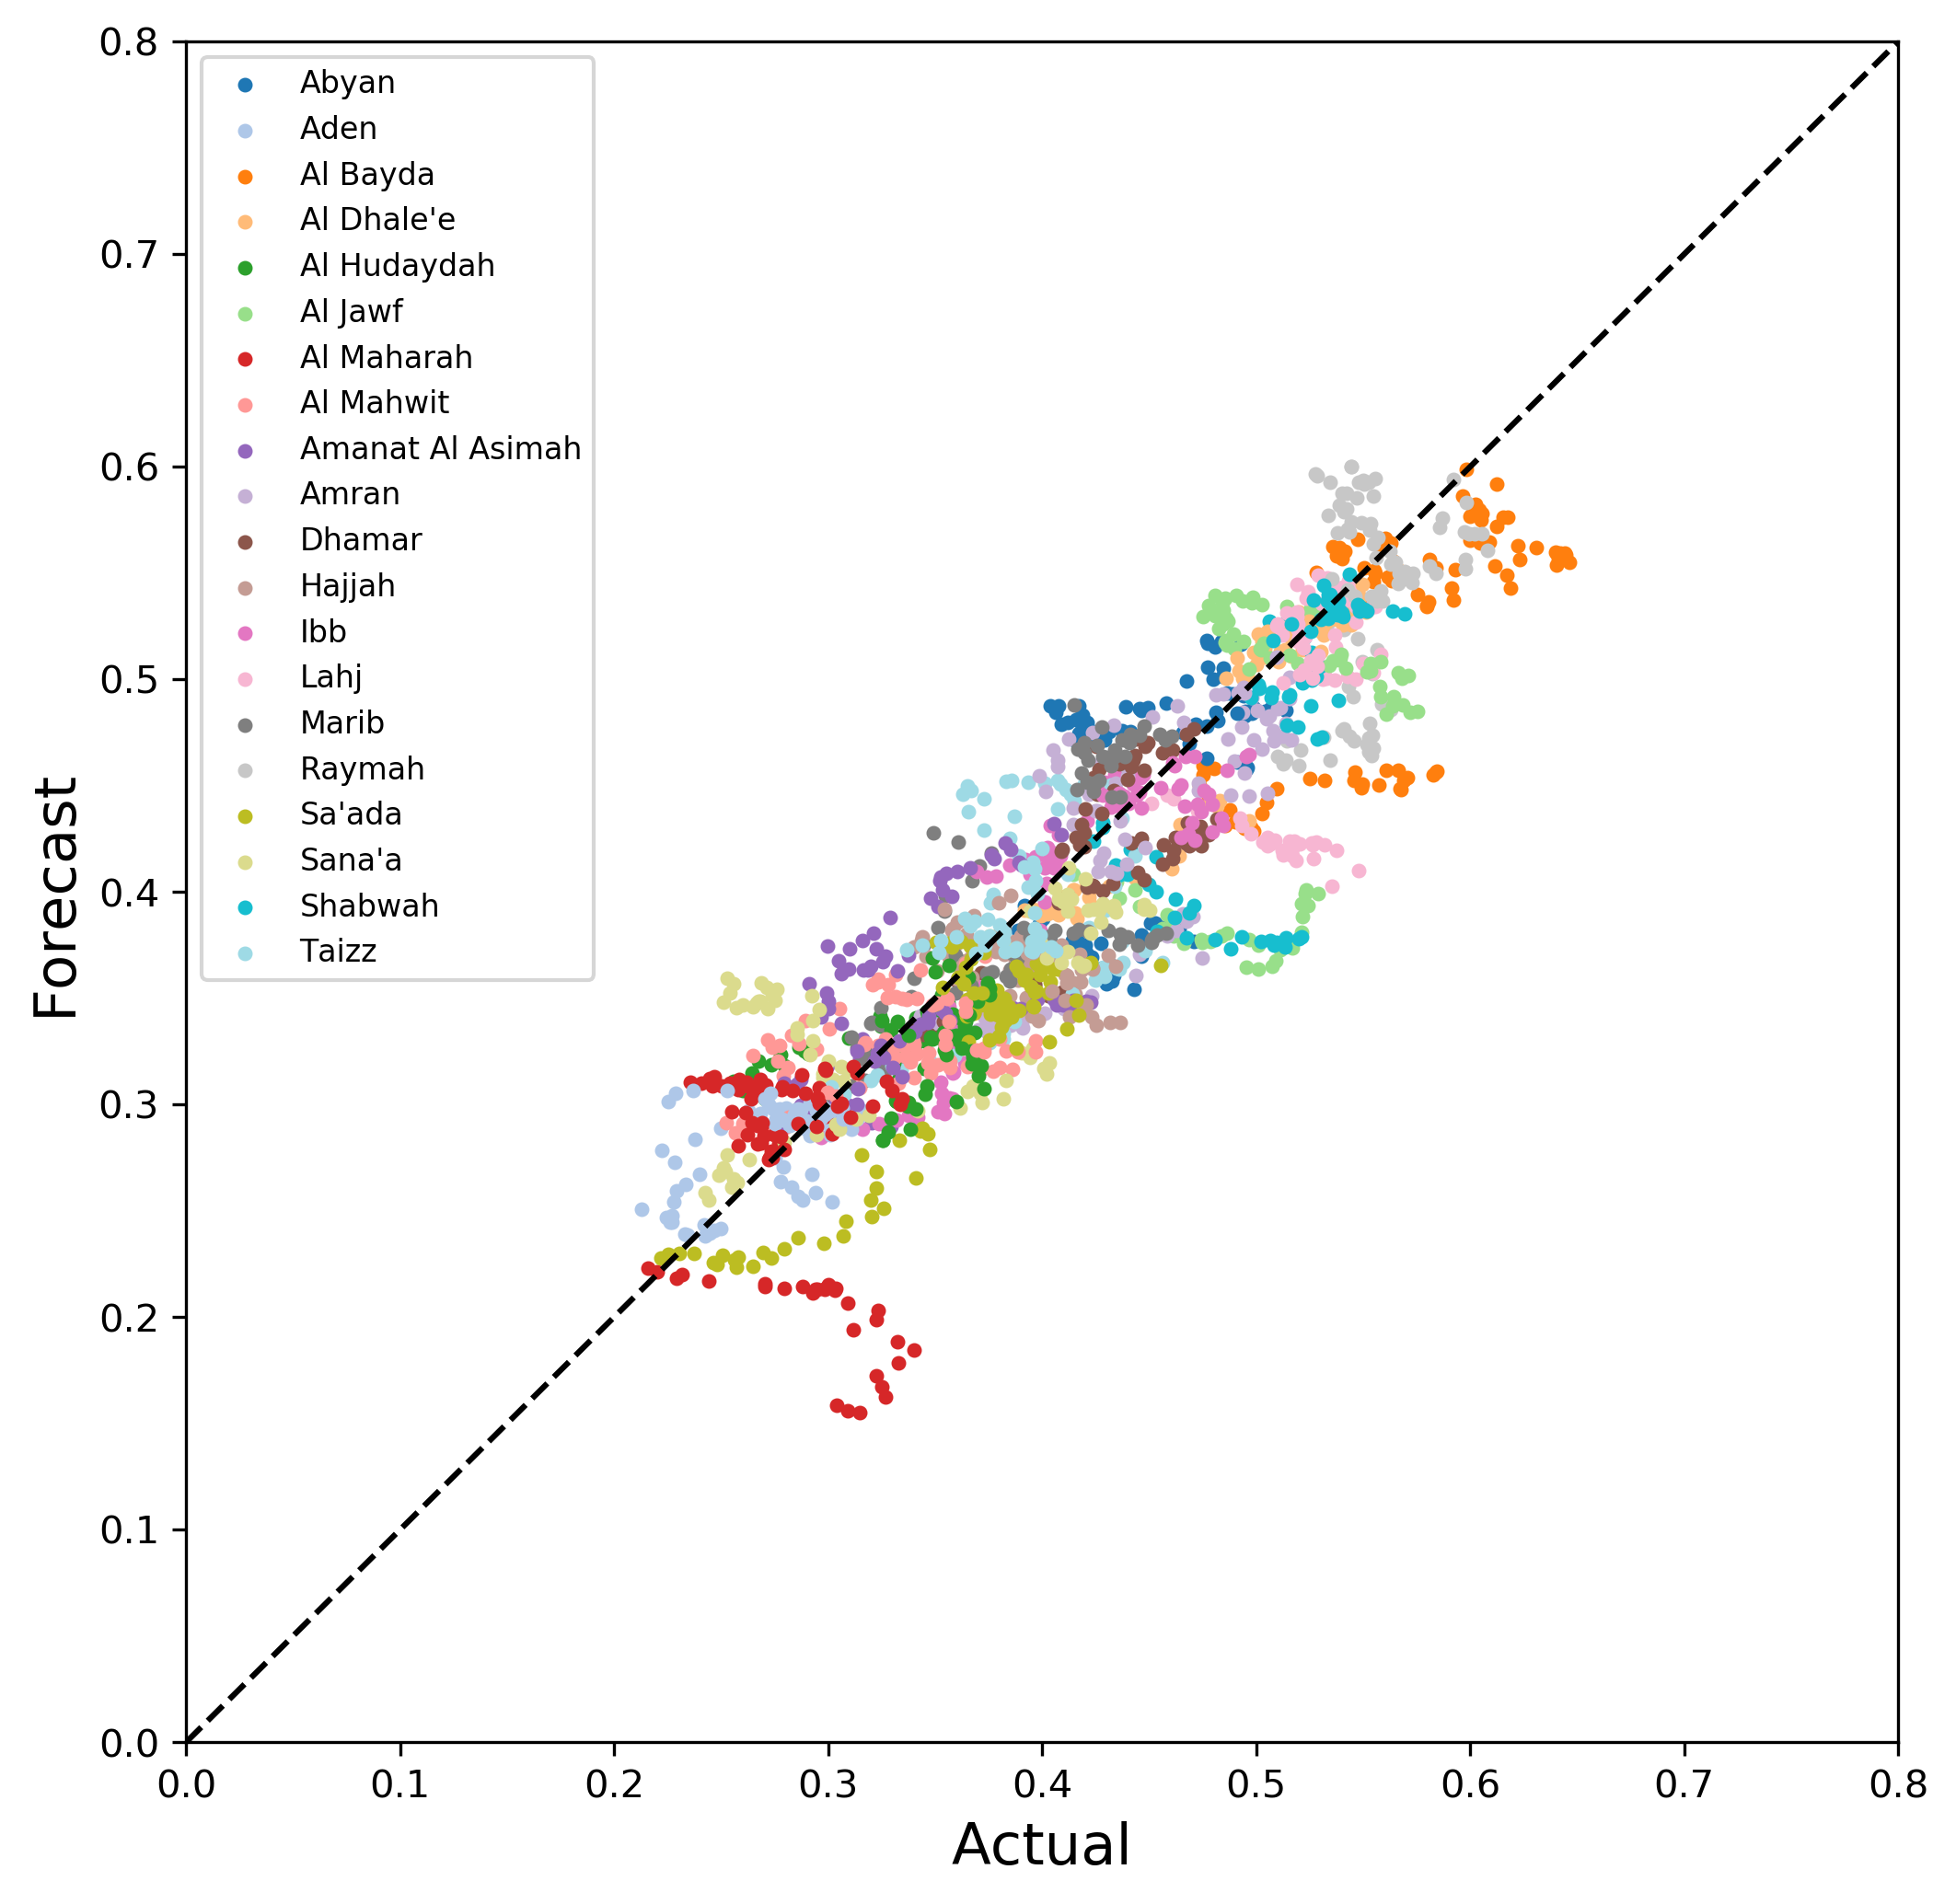 0.8
0.7
0.6
0.5
0.4
0.3
0.2
0.1
0.0
Forecast
Abyan
Aden
Al Bayda
Al Dhale'e
Al Hudaydah
Al Jawf
Al Maharah
Al Mahwit
Amanat Al Asimah
Amran
Dhamar
Hajjah
Ibb
Lahj
Marib
Raymah
Sa'ada
Sana'a
Shabwah
Taizz
0.0 0.1 0.2 0.3 0.4 0.5 0.6 0.7 0.8
Actual